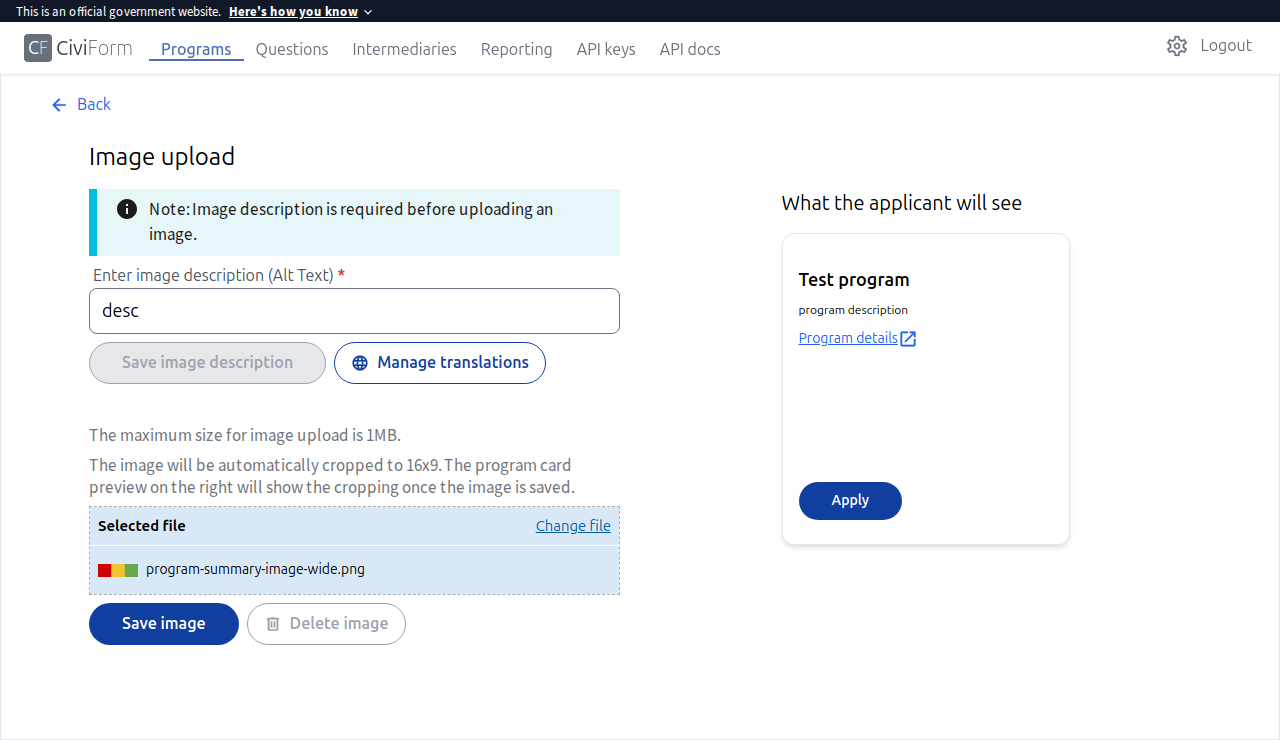 This is an official government website. Here's how you know
CF CiviForm Programs Questions Intermediaries Reporting API keys API docs Logout
Back
Image upload
Note: Image description is required before uploading an
image.
Enter image description (Alt Text) *
desc
Save image description Manage translations
The maximum size for image upload is 1MB.
The image will be automatically cropped to 16x9. The program card
preview on the right will show the cropping once the image is saved.
Selected file Change file
program-summary-image-wide.png
Save image Delete image
What the applicant will see
Test program
program description
Program details
Apply